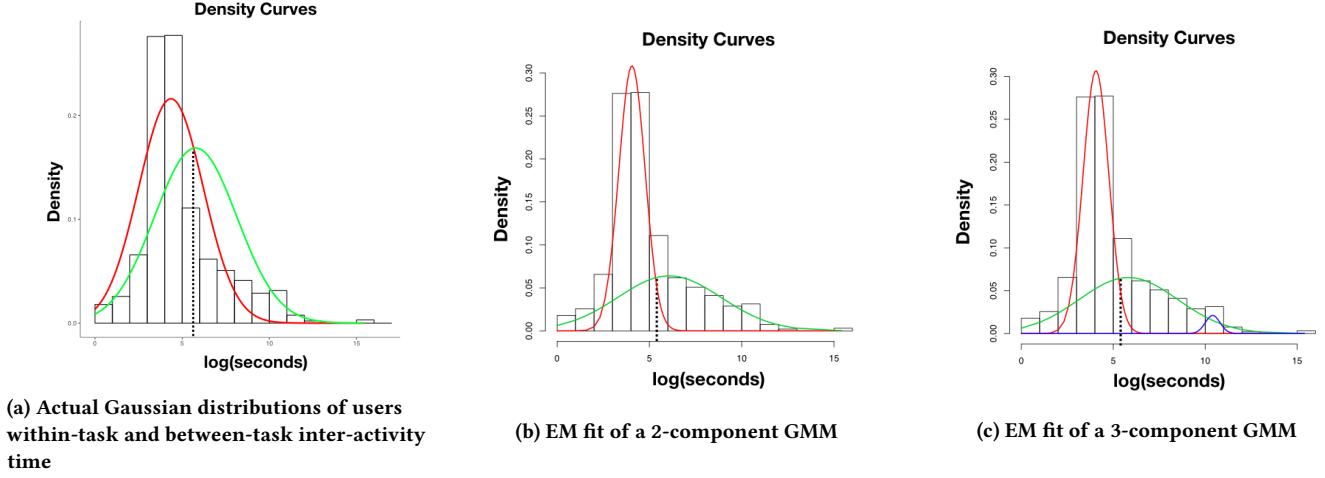 Density Curves
Density
0.2
0.1
0.0
0
5
10
15
log(seconds)
(a) Actual Gaussian distributions of users
within-task and between-task inter-activity
time
Density Curves
Density
0.30
0.25
0.20
0.15
0.10
0.05
0.00
0
5
10
15
log(seconds)
(b) EM fit of a 2-component GMM
Density Curves
Density
0.30
0.25
0.20
0.15
0.10
0.05
0.00
0
5
10
15
log(seconds)
(c) EM fit of a 3-component GMM